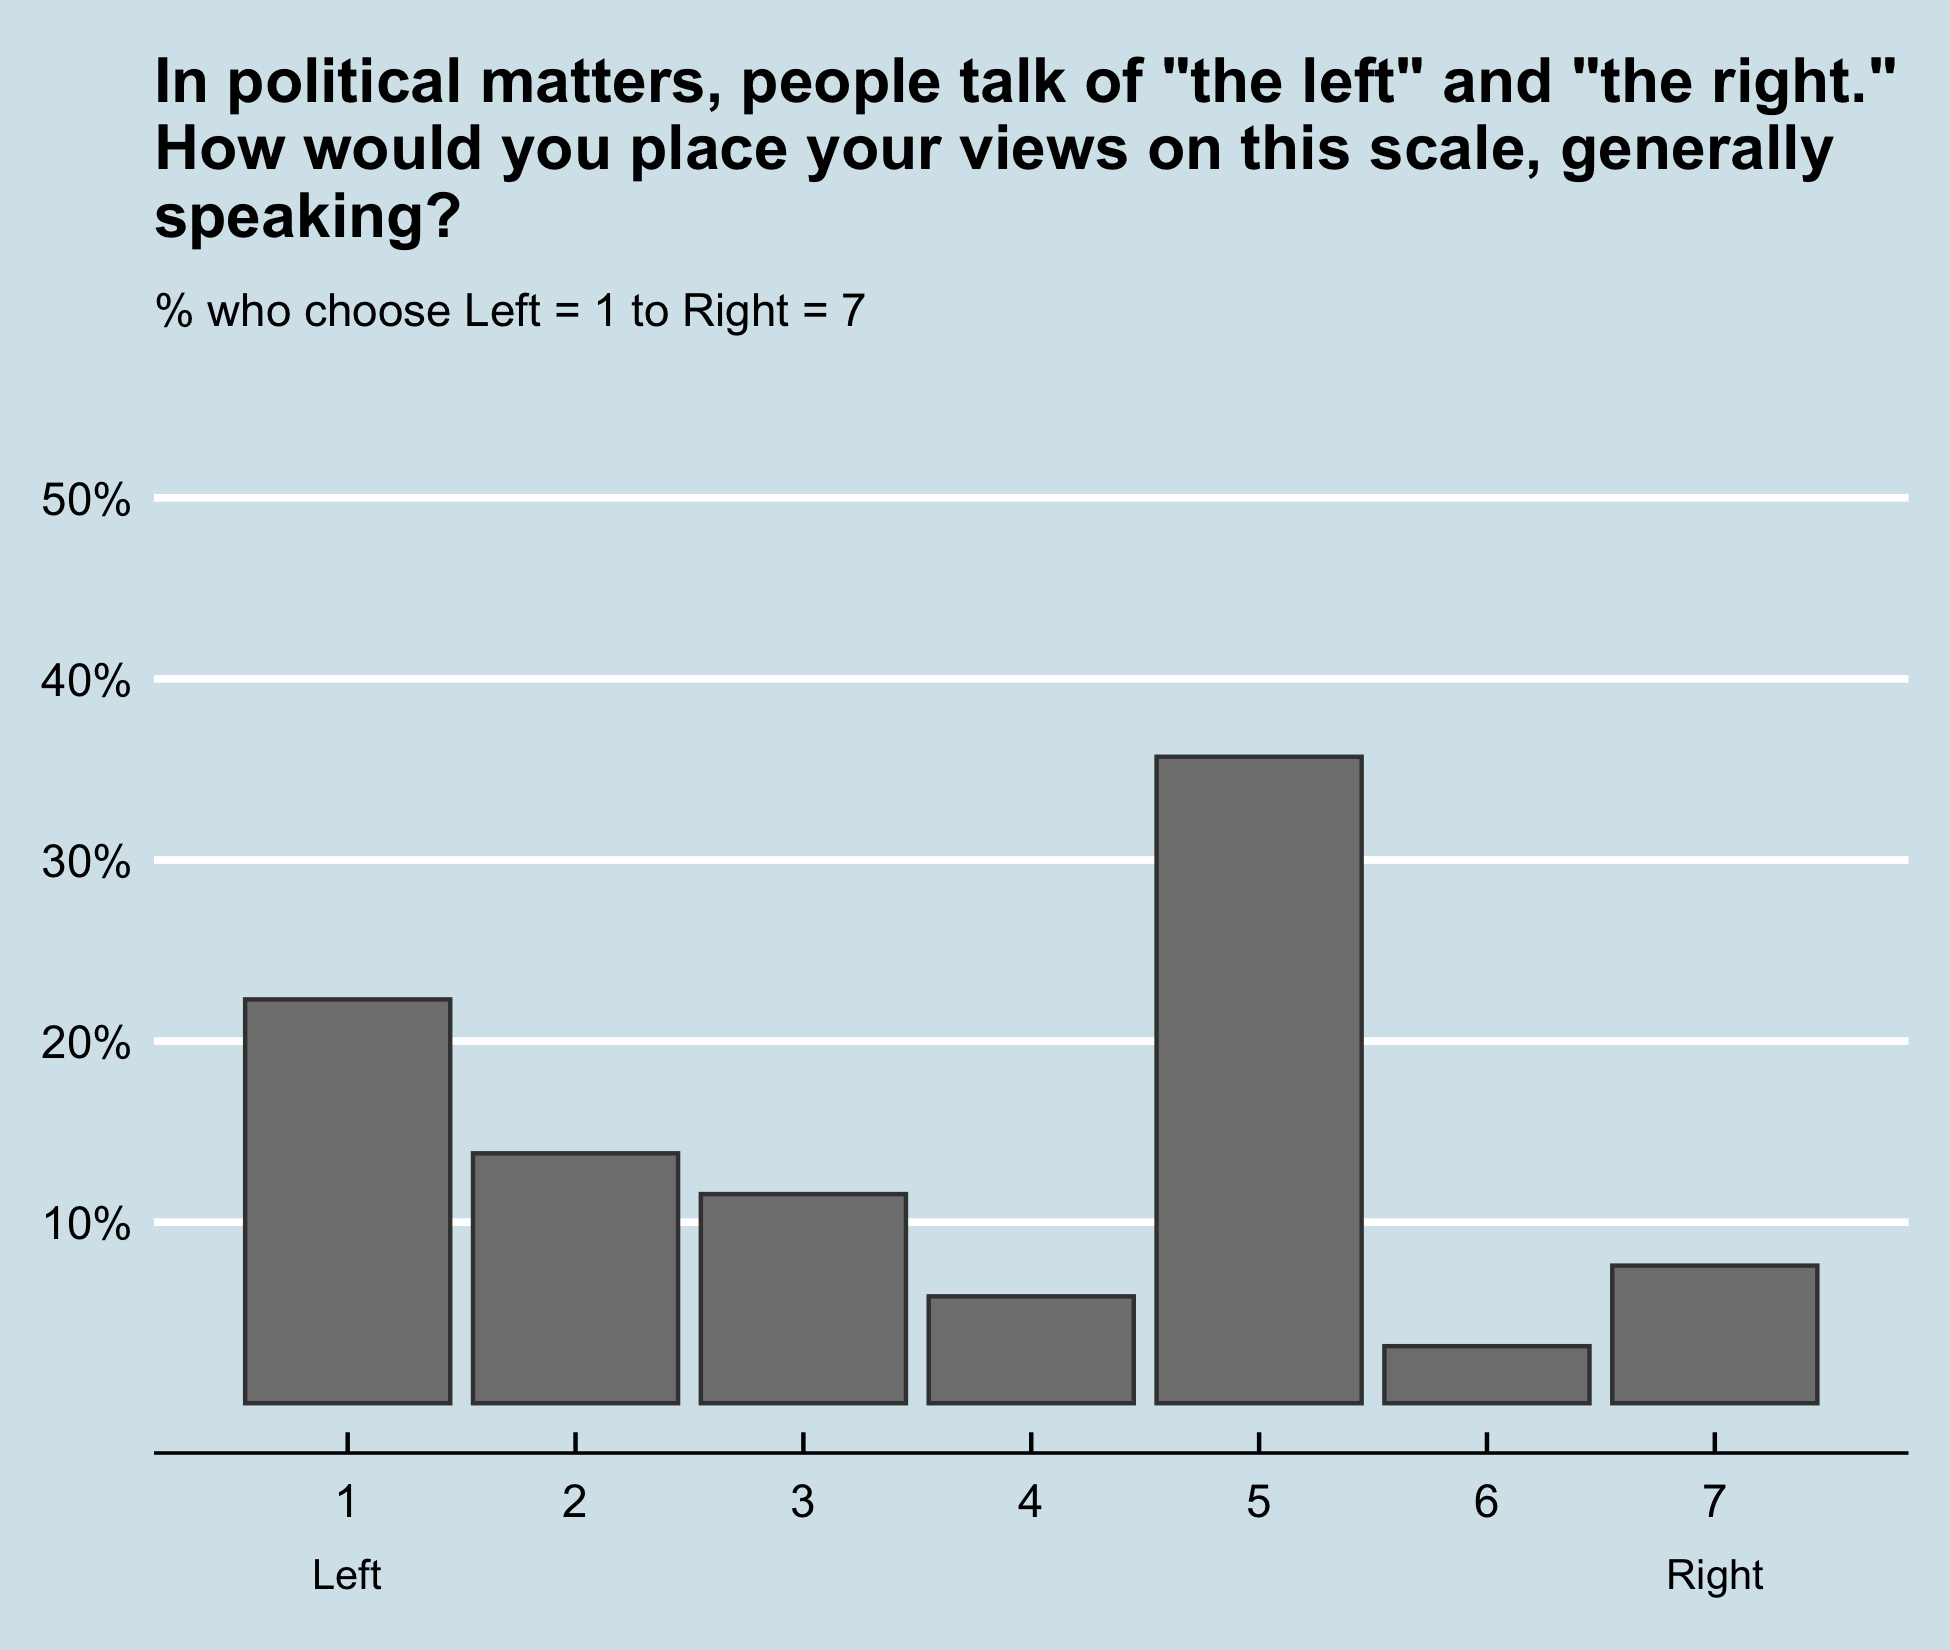 In political matters, people talk of "the left" and "the right."
How would you place your views on this scale, generally
speaking?
% who choose Left = 1 to Right = 7
50%
40%
30%
20%
10%
1 2 3 4 5 6 7
Left Right